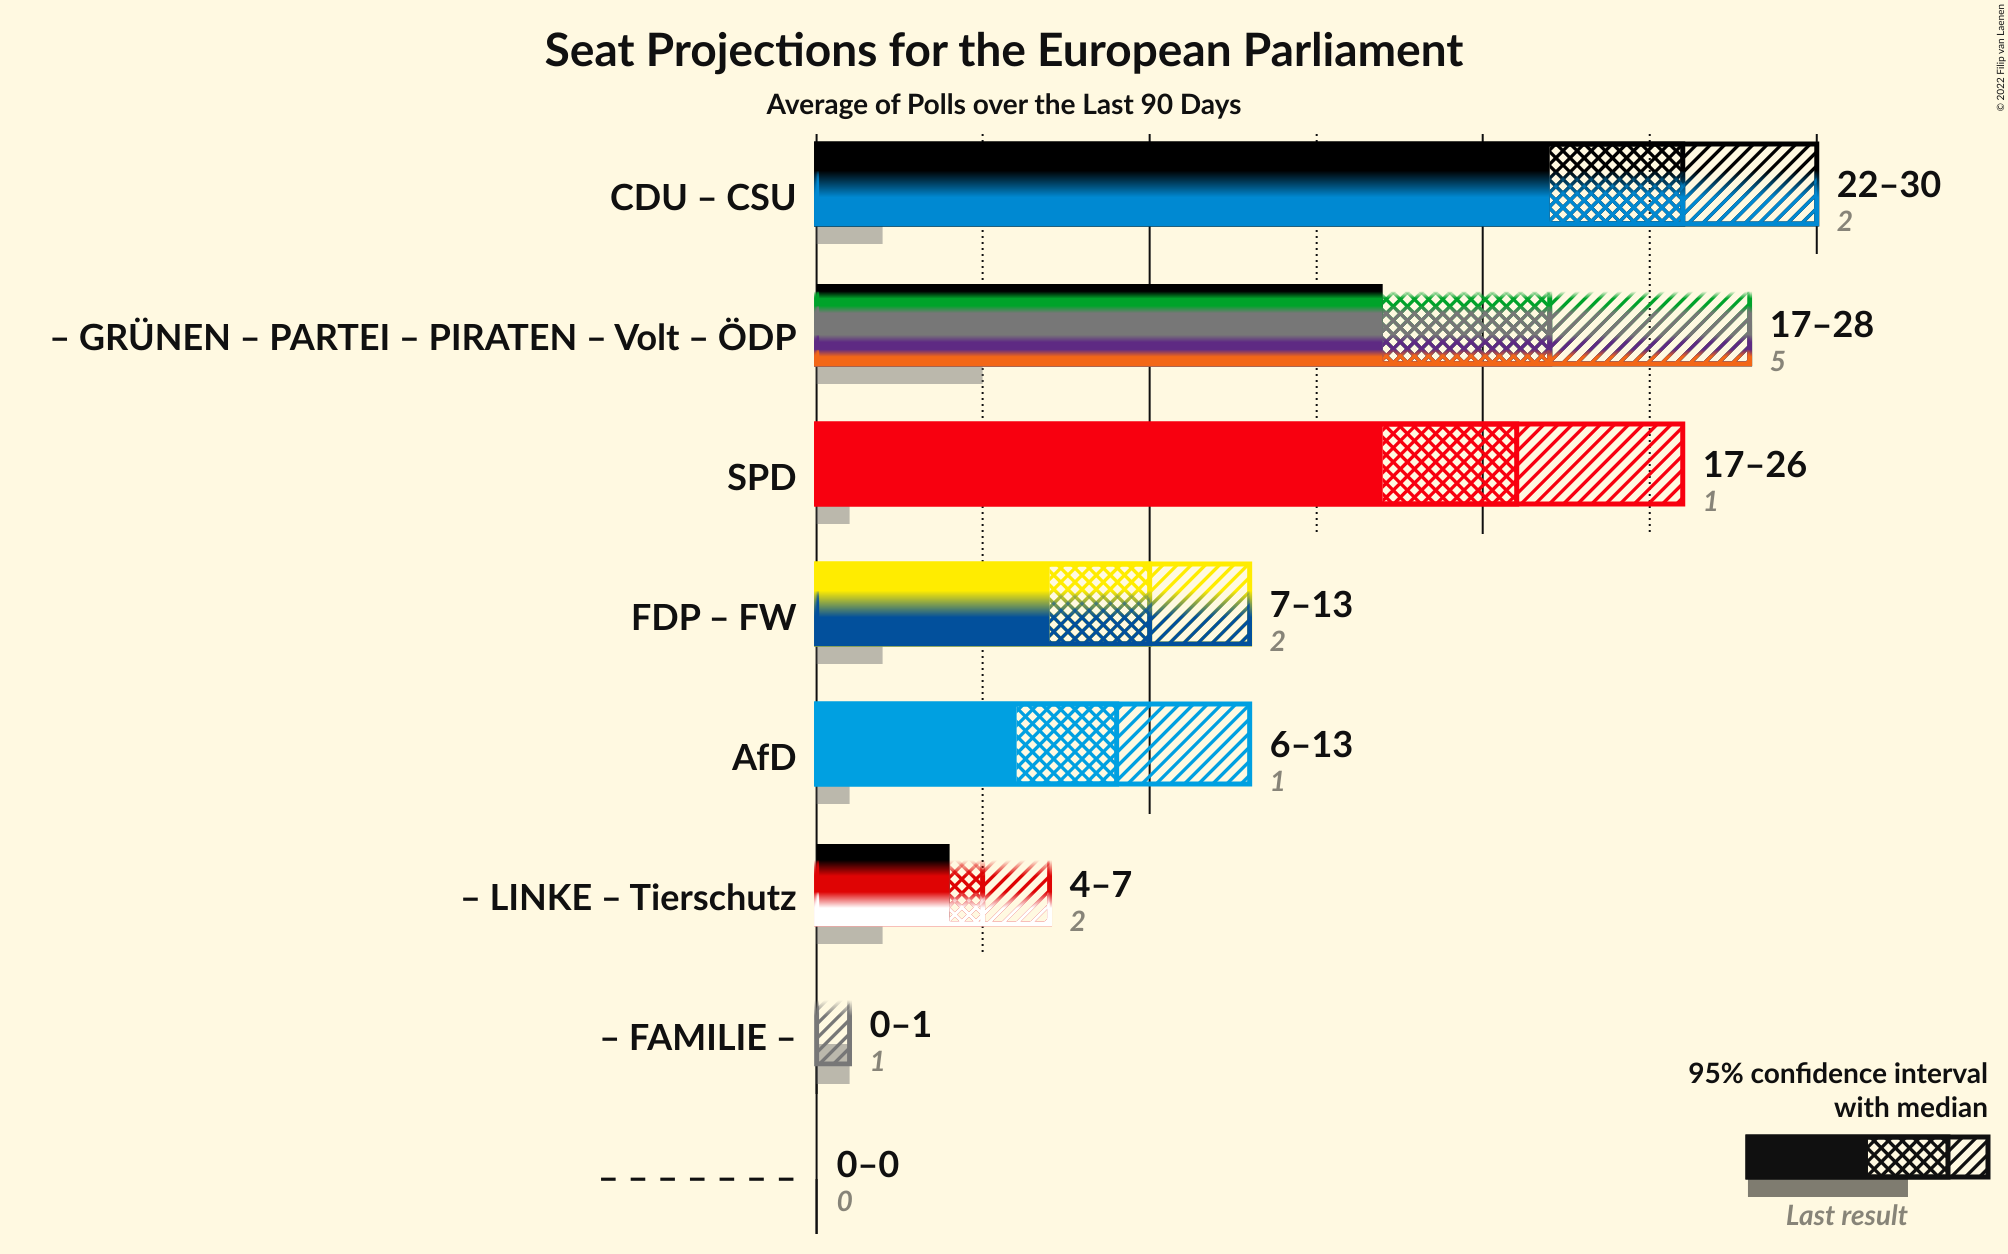 Seat Projections for the European Parliament
Average of Polls over the Last 90 Days
© 2022 Filip van Laenen
CDU – CSU
22–30
2
– GRÜNEN – PARTEI – PIRATEN – Volt – ÖDP
17–28
5
SPD
17–26
1
FDP – FW
7–13
2
AfD
6–13
1
– LINKE – Tierschutz
4–7
2
– FAMILIE –
0–1
1
– – – – – – –
0–0
0
95% confidence interval
with median
Last result